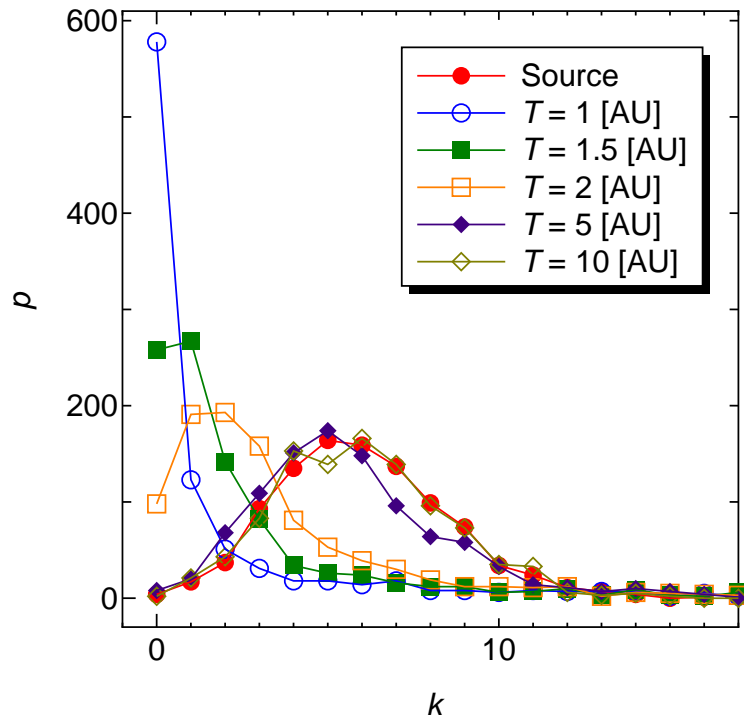 600
400
200
0
p
0
10
k
Source
T = 1 [AU]
T = 1.5 [AU]
T = 2 [AU]
T = 5 [AU]
T = 10 [AU]